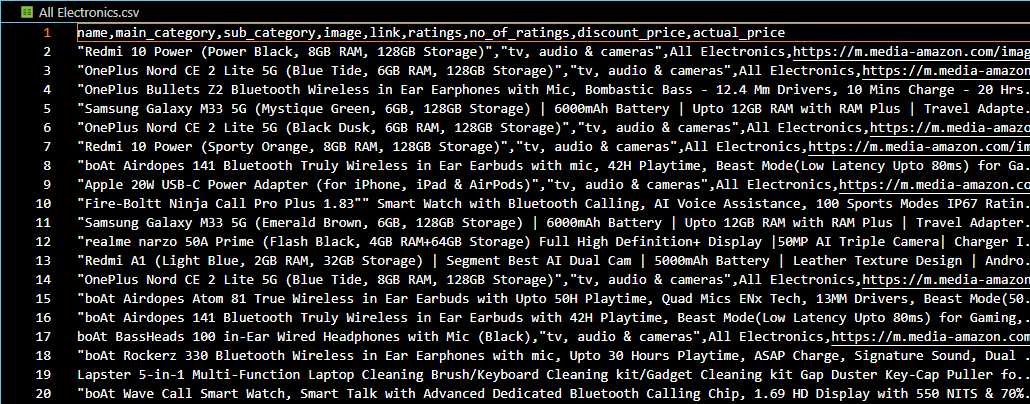 All Electronics.csv
1 name,main_category,sub_category,image,link,ratings,no_of_ratings,discount_price,actual_price
2 "Redmi 10 Power (Power Black, 8GB RAM, 128GB Storage)","tv, audio & cameras",All Electronics,https://m.media-amazon.com/imag
3 "OnePlus Nord CE 2 Lite 5G (Blue Tide, 6GB RAM, 128GB Storage)","tv, audio & cameras",All Electronics,https://m.media-amazon
4 "OnePlus Bullets Z2 Bluetooth Wireless in Ear Earphones with Mic, Bombastic Bass - 12.4 Mm Drivers, 10 Mins Charge - 20 Hrs.
5 "Samsung Galaxy M33 5G (Mystique Green, 6GB, 128GB Storage) | 6000mAh Battery | Upto 12GB RAM with RAM Plus | Travel Adapte.
6 "OnePlus Nord CE 2 Lite 5G (Black Dusk, 6GB RAM, 128GB Storage)","tv, audio & cameras",All Electronics,https://m.media-amazo
7 "Redmi 10 Power (Sporty Orange, 8GB RAM, 128GB Storage)","tv, audio & cameras",All Electronics,https://m.media-amazon.com/im
8 "boAt Airdopes 141 Bluetooth Truly Wireless in Ear Earbuds with mic, 42H Playtime, Beast Mode(Low Latency Upto 80ms) for Ga.
9 "Apple 20W USB-C Power Adapter (for iPhone, iPad & AirPods)","tv, audio & cameras",All Electronics,https://m.media-amazon.co
10 "Fire-Boltt Ninja Call Pro Plus 1.83"" Smart Watch with Bluetooth Calling, AI Voice Assistance, 100 Sports Modes IP67 Ratin.
11 "Samsung Galaxy M33 5G (Emerald Brown, 6GB, 128GB Storage) | 6000mAh Battery | Upto 12GB RAM with RAM Plus | Travel Adapter.
12 "realme narzo 50A Prime (Flash Black, 4GB RAM+64GB Storage) Full High Definition+ Display |50MP AI Triple Camera| Charger I.
13 "Redmi A1 (Light Blue, 2GB RAM, 32GB Storage) | Segment Best AI Dual Cam | 5000mAh Battery | Leather Texture Design | Andro.
14 "OnePlus Nord CE 2 Lite 5G (Blue Tide, 8GB RAM, 128GB Storage)","tv, audio & cameras",All Electronics,https://m.media-amazon
15 "boAt Airdopes Atom 81 True Wireless in Ear Earbuds with Upto 50H Playtime, Quad Mics ENx Tech, 13MM Drivers, Beast Mode(50.
16 "boAt Airdopes 141 Bluetooth Truly Wireless in Ear Earbuds with 42H Playtime, Beast Mode(Low Latency Upto 80ms) for Gaming,.
17 boAt BassHeads 100 in-Ear Wired Headphones with Mic (Black),"tv, audio & cameras",All Electronics,https://m.media-amazon.com
18 "boAt Rockerz 330 Bluetooth Wireless in Ear Earphones with mic, Upto 30 Hours Playtime, ASAP Charge, Signature Sound, Dual .
19 Lapster 5-in-1 Multi-Function Laptop Cleaning Brush/Keyboard Cleaning kit/Gadget Cleaning kit Gap Duster Key-Cap Puller fo..
20 "boAt Wave Call Smart Watch, Smart Talk with Advanced Dedicated Bluetooth Calling Chip, 1.69 HD Display with 550 NITS & 70%.